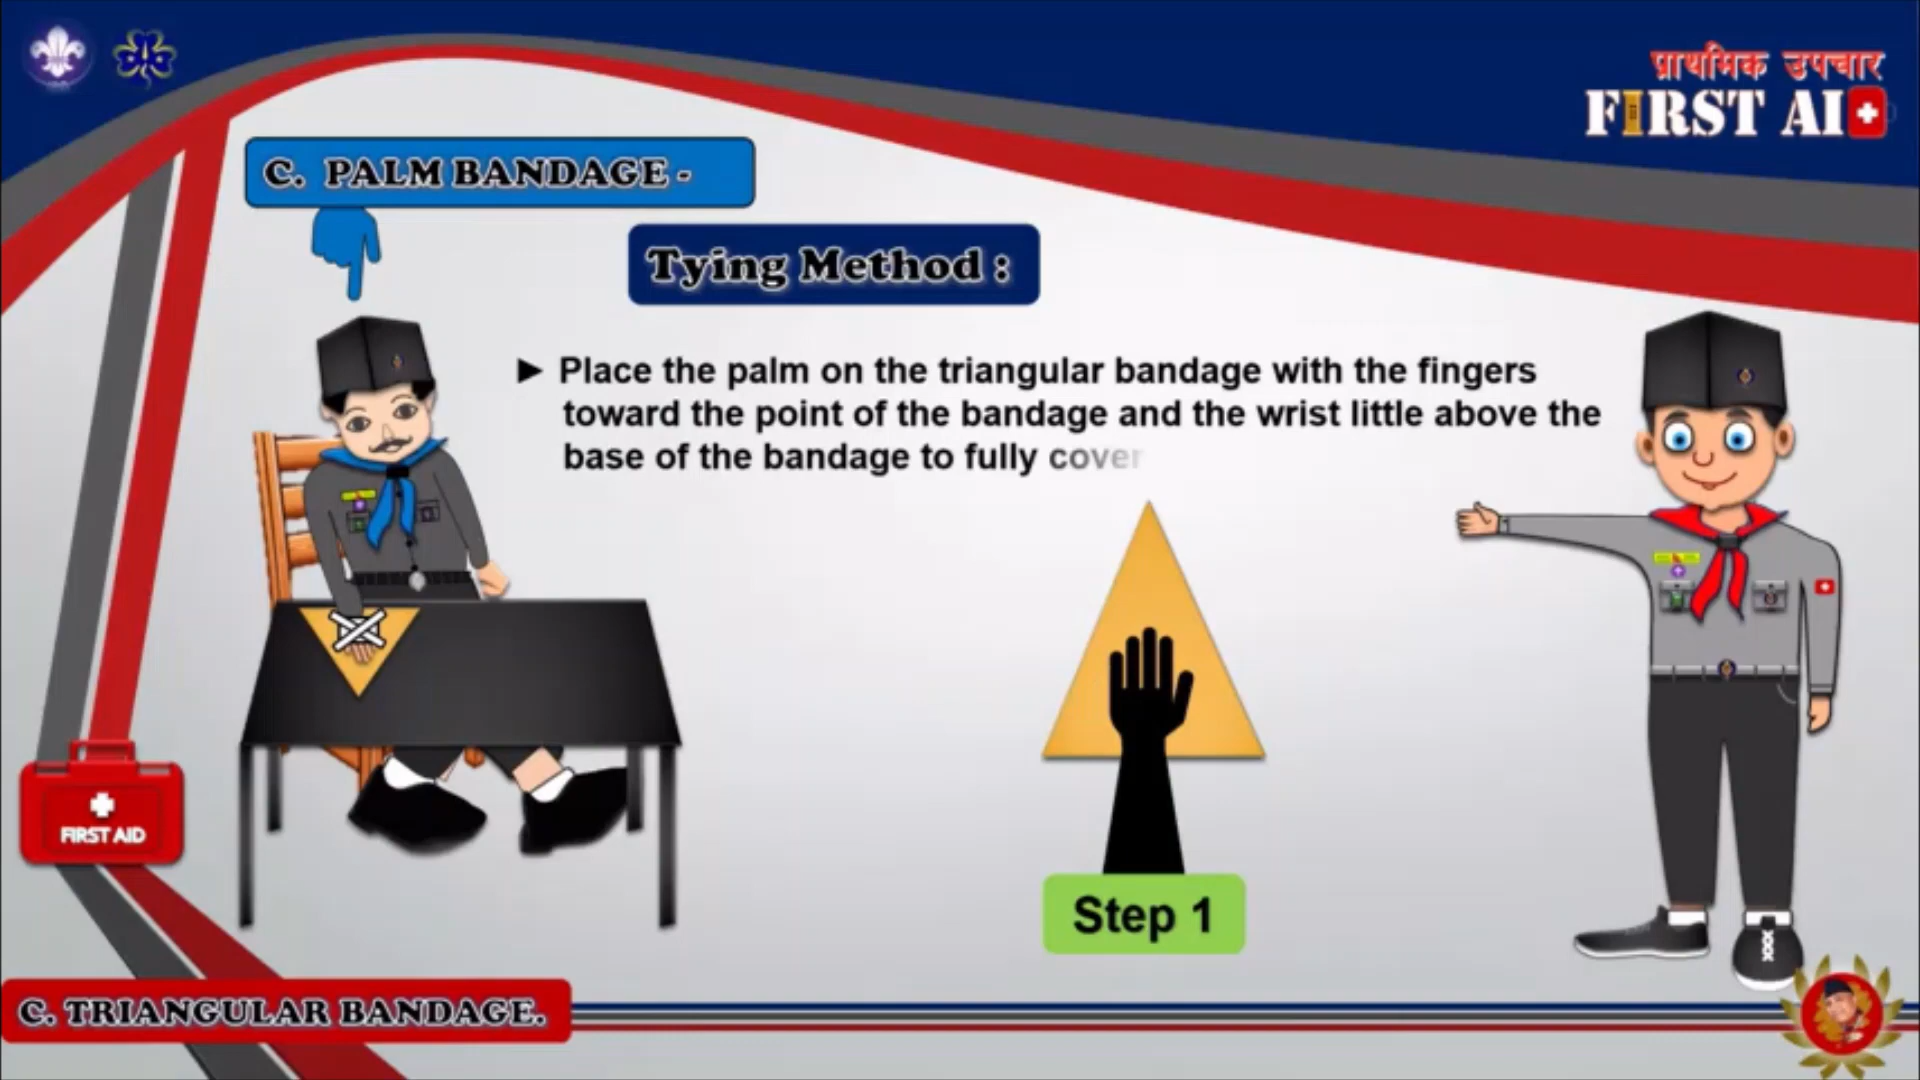 प्राथमिक उपचार
FIRST AID
C. PALM BANDAGE -
Tying Method :
► Place the palm on the triangular bandage with the fingers
toward the point of the bandage and the wrist little above the
base of the bandage to fully cover
FIRST AID
Step 1
C. TRIANGULAR BANDAGE.